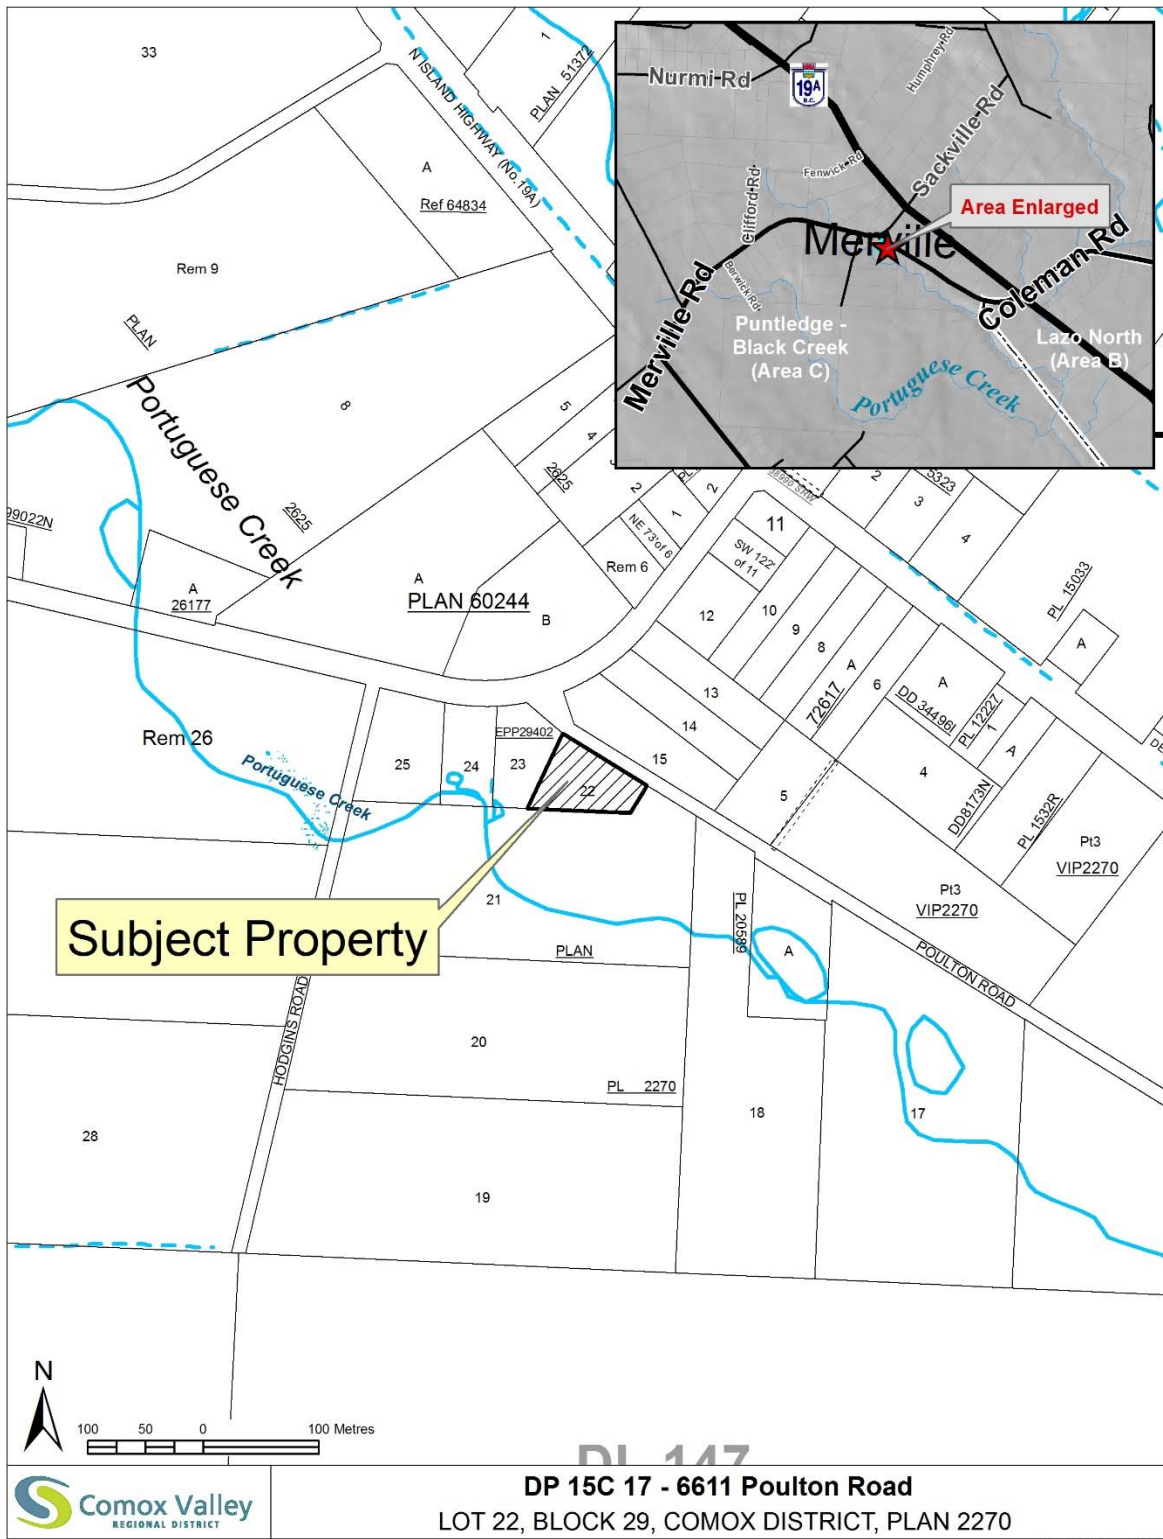 33
1
PLAN 51372
N ISLAND HIGHWAY (No.19A)
A
Ref 64834
Rem 9
PLAN
Portuguese Creek
8
2625
99022N
A
26177
A
PLAN 60244
B
5
4
2625
2
1
2
NE 73' of 6
Rem 6
Nurmi Rd
19A
B.C.
Humphrey Rd
Sackville Rd
Fenwick Rd
Clifford Rd
Area Enlarged
Merville
Berwick Rd
Merville Rd
Coleman Rd
Puntledge -
Black Creek
(Area C)
Lazo North
(Area B)
Portuguese Creek
38990 SRW
2
5323
3
4
PL 15033
A
11
SW 122'
of 11
12
10
9
8
A
72617
6
A
DD 34496I
PL 12227
1
A
13
14
15
5
4
DD8173N
PL 1532R
Pt3
VIP2270
Pt3
VIP2270
Rem 26
25
24
23
EPP29402
22
Portuguese Creek
Subject Property
21
PLAN
PL 20589
A
POULTON ROAD
HODGINS ROAD
20
PL 2270
18
17
28
19
N
100 50 0 100 Metres
DL 147
Comox Valley
REGIONAL DISTRICT
DP 15C 17 - 6611 Poulton Road
LOT 22, BLOCK 29, COMOX DISTRICT, PLAN 2270